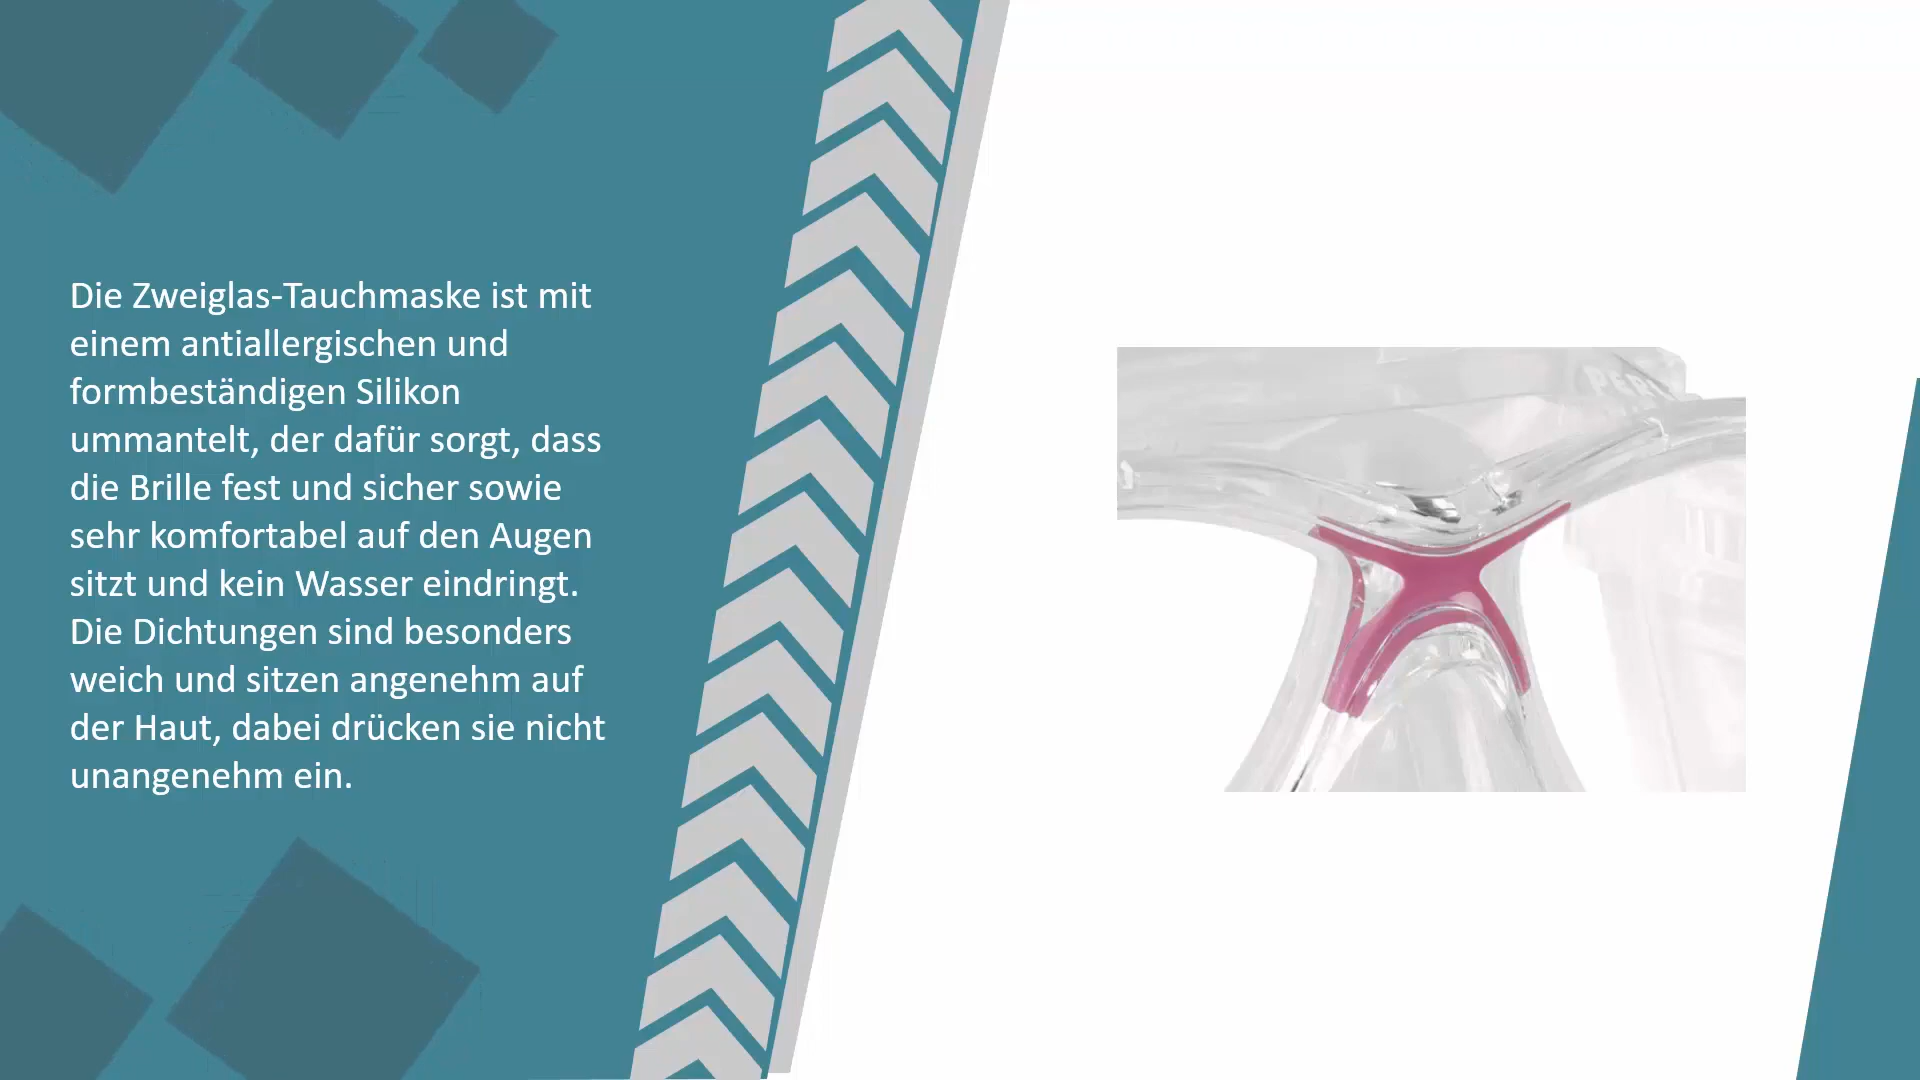 Die Zweiglas-Tauchmaske ist mit
einem antiallergischen und
formbeständigen Silikon
ummantelt, der dafür sorgt, dass
die Brille fest und sicher sowie
sehr komfortabel auf den Augen
sitzt und kein Wasser eindringt.
Die Dichtungen sind besonders
weich und sitzen angenehm auf
der Haut, dabei drücken sie nicht
unangenehm ein.